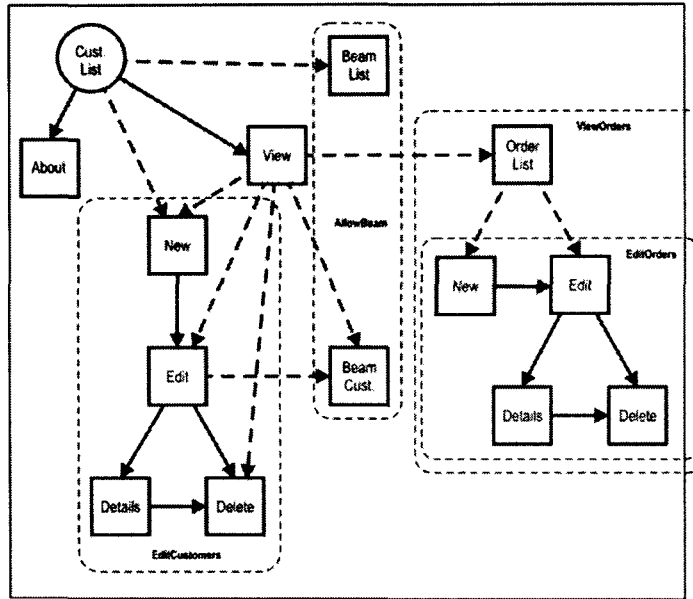 Cust.
List
Beam
List
ViewOrders
About
View
Order
List
AllowBeam
New
EditOrders
New
Edit
Edit
Beam
Cust.
Details
Delete
Details
Delete
EditCustomers